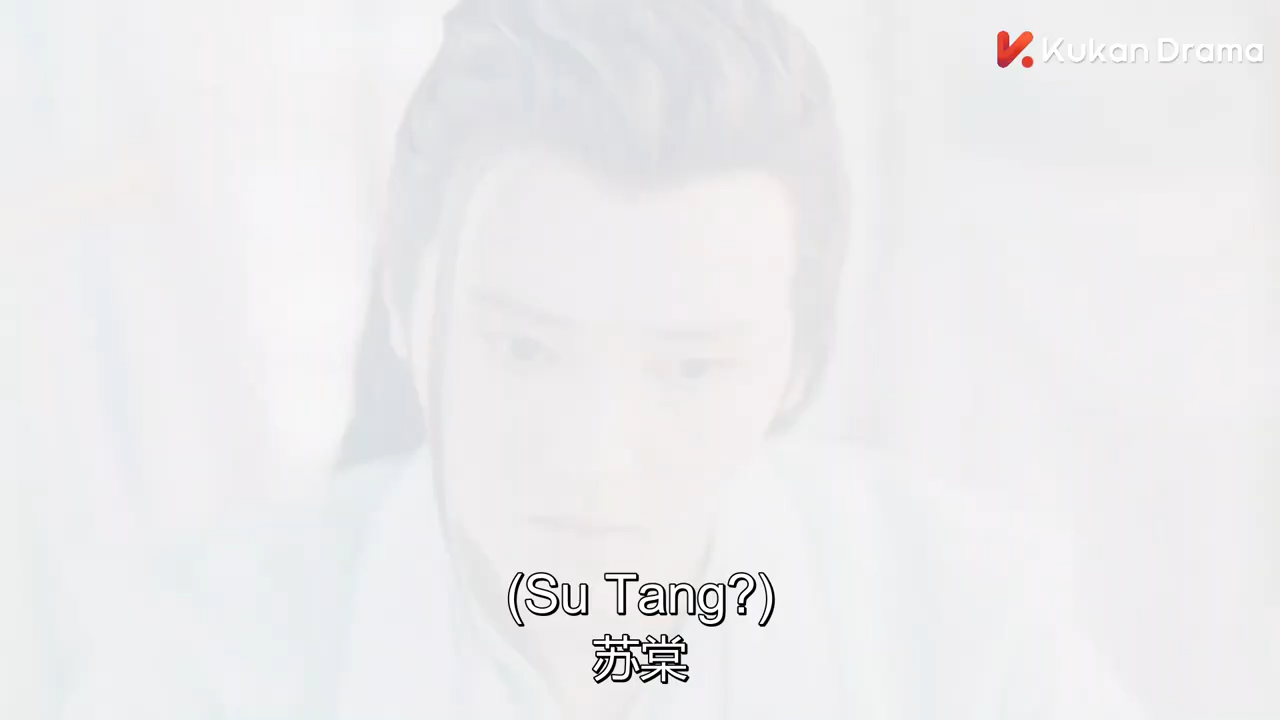 Kukan Drama
(Su Tang?)
苏棠